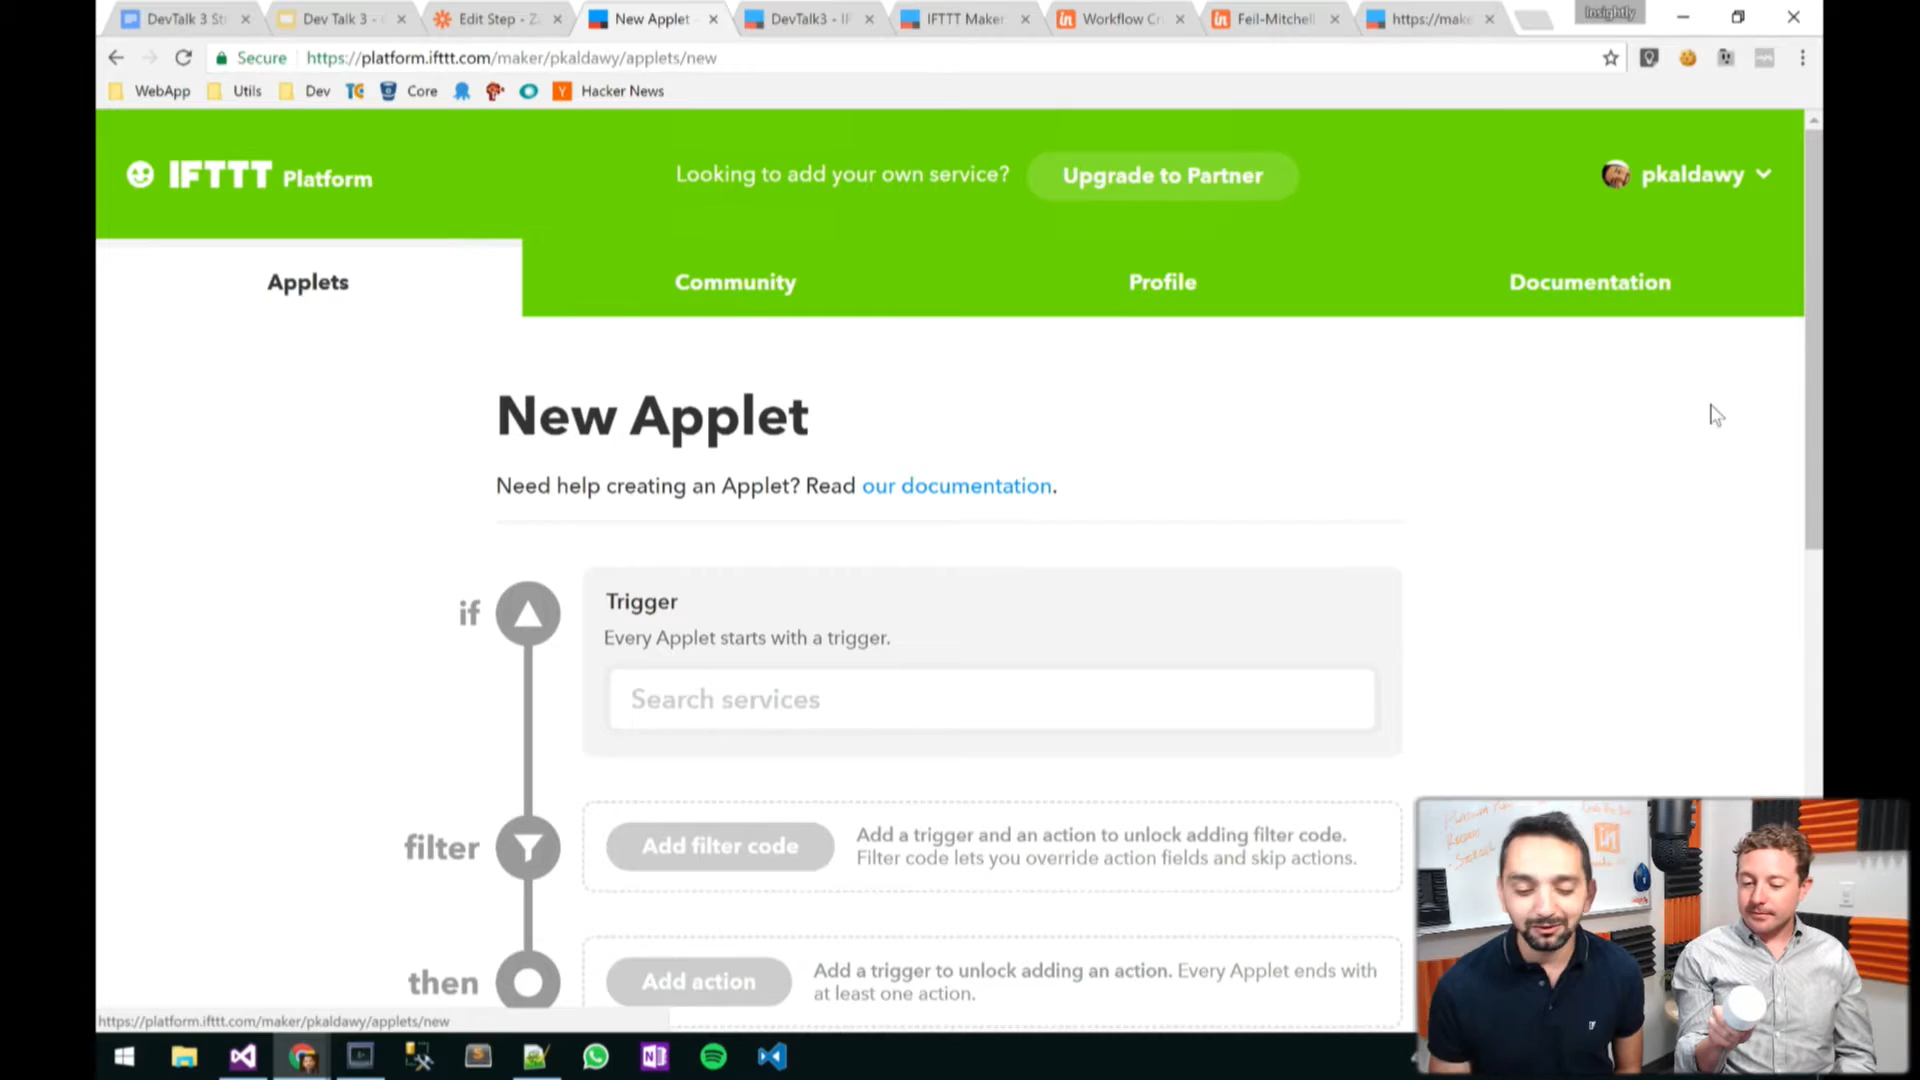 DevTalk 3 St
Dev Talk 3 -
Edit Step - Z
New Applet
DevTalk3 - I
IFTTT Maker
Workflow Cr
Feil-Mitchell
https://make
Insightly
Secure
https://platform.ifttt.com/maker/pkaldawy/applets/new
WebApp
Utils
Dev
TC
Core
Y
Hacker News
IFTTT Platform
Looking to add your own service?
Upgrade to Partner
pkaldawy
Applets
Community
Profile
Documentation
New Applet
Need help creating an Applet? Read our documentation.
if
Trigger
Every Applet starts with a trigger.
Search services
filter
Add filter code
Add a trigger and an action to unlock adding filter code.
Filter code lets you override action fields and skip actions.
then
Add action
Add a trigger to unlock adding an action. Every Applet ends with
at least one action.
https://platform.ifttt.com/maker/pkaldawy/applets/new